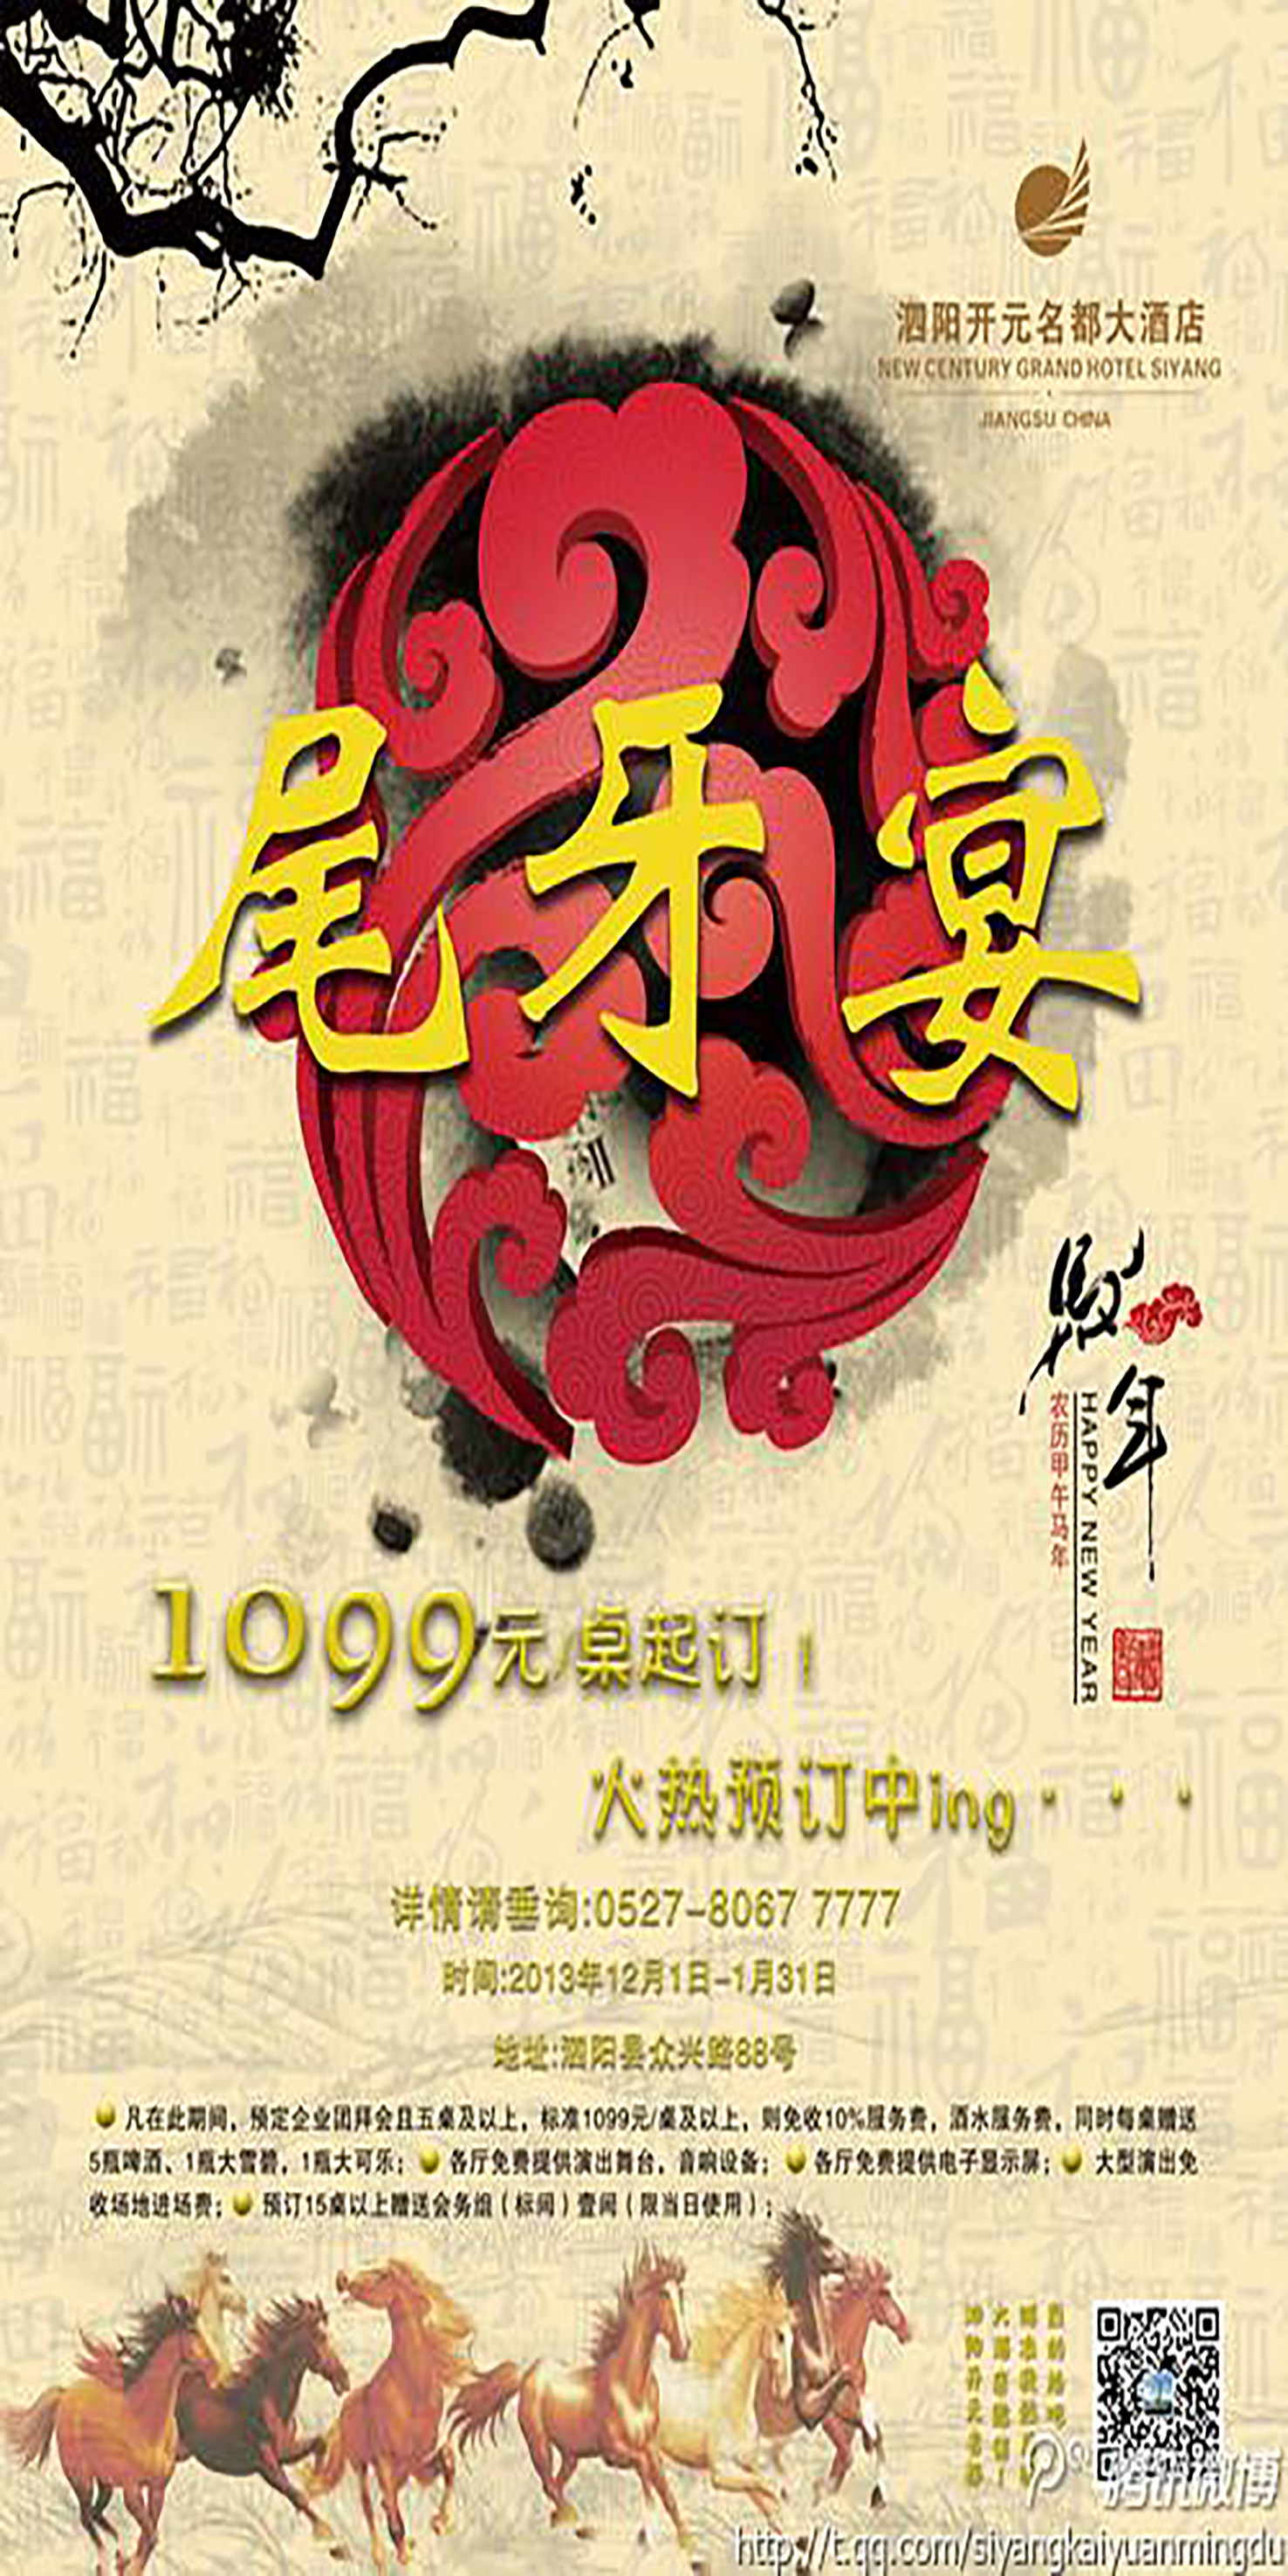 泗阳开元名都大酒店
NEW CENTURY GRAND HOTEL SIYANG
JIANGSU CHINA
尾牙宴
年
农历甲午马年
HAPPY NEW YEAR
1099元/桌起订！
火热预订中ing···
详情请垂询:0527-8067 7777
时间:2013年12月1日-1月31日
地址:泗阳县众兴路88号
凡在此期间，预定企业团拜会且五桌及以上，标准1099元/桌及以上，则免收10%服务费，酒水服务费，同时每桌赠送
5瓶啤酒、1瓶大雪碧，1瓶大可乐；各厅免费提供演出舞台，音响设备；各厅免费提供电子显示屏；大型演出免
收场地进场费；预订15桌以上赠送会务组（标间）壹间（限当日使用）；
腾讯微博
http://t.qq.com/siyangkaiyuanmingdu